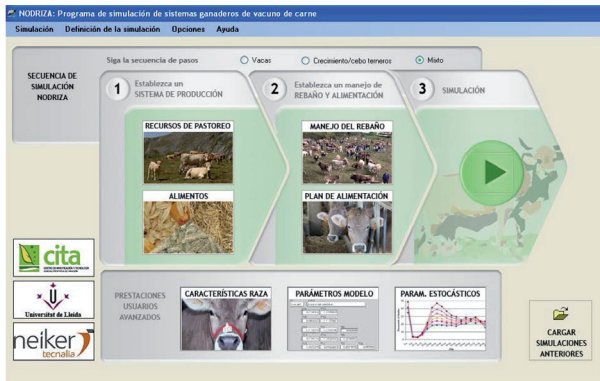 NODRIZA: Programa de simulación de sistemas ganaderos de vacuno de carne
Simulación Definición de la simulación Opciones Ayuda
SECUENCIA DE
SIMULACIÓN
NODRIZA
Siga la secuencia de pasos
Vacas
Crecimiento/cebo terneros
Mixto
1
Establezca un
SISTEMA DE PRODUCCIÓN
RECURSOS DE PASTOREO
ALIMENTOS
2
Establezca un manejo de
REBAÑO Y ALIMENTACIÓN
MANEJO DEL REBAÑO
PLAN DE ALIMENTACIÓN
3
SIMULACIÓN
cita
Universitat de Lleida
neiker
tecnalia
PRESTACIONES
USUARIOS
AVANZADOS
CARACTERÍSTICAS RAZA
PARÁMETROS MODELO
PARAM. ESTOCÁSTICOS
CARGAR
SIMULACIONES
ANTERIORES